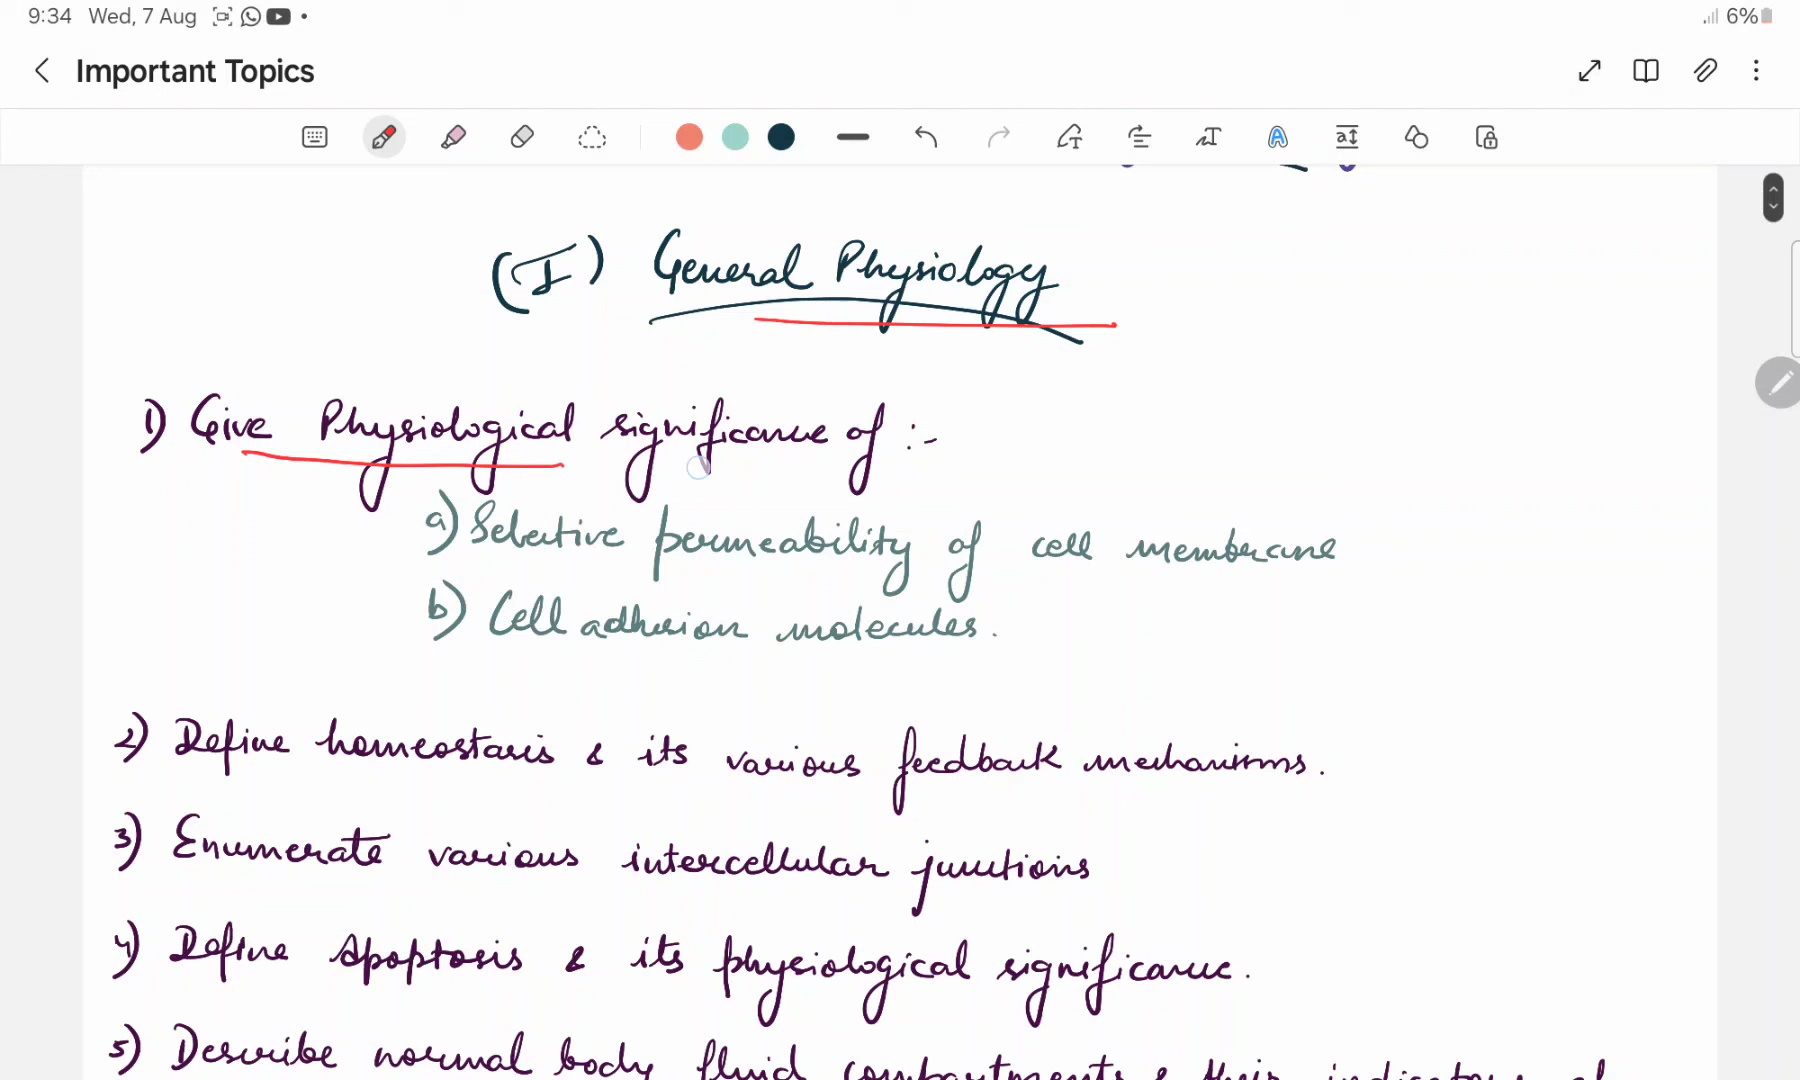 9:34 Wed, 7 Aug
6%
Important Topics
(I) General Physiology
1) Give Physiological significance of :-
a) Selective permeability of cell membrane
b) Cell adhesion molecules.
2) Define homeostasis & its various feedback mechanisms.
3) Enumerate various intercellular junctions
4) Define Apoptosis & its physiological significance.
5) Describe normal body fluid compartments & their indicators of